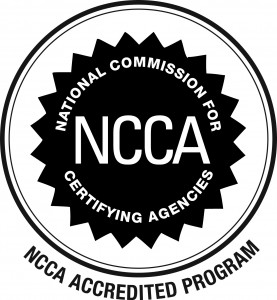 NATIONAL COMMISSION FOR
NCCA
CERTIFYING AGENCIES
NCCA ACCREDITED PROGRAM